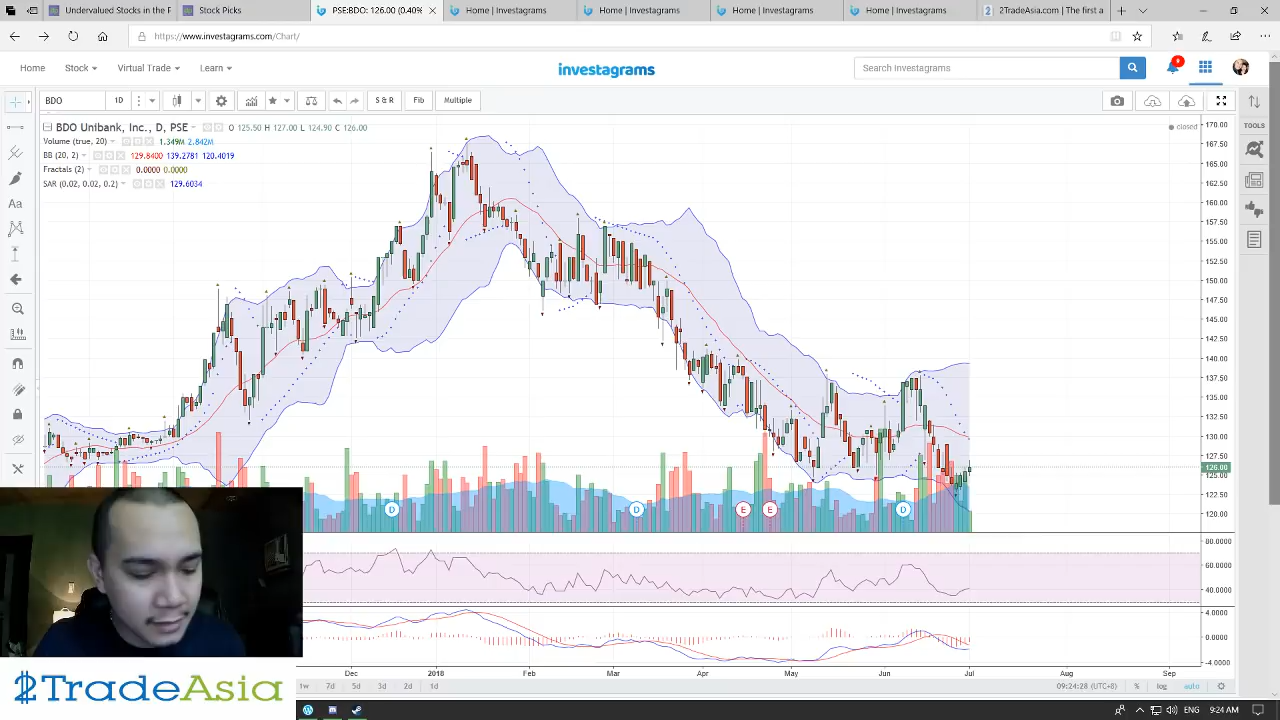 Undervalued Stocks in the F
Stock Picks
PSE:BDO: 126.00 (0.40%
Home | Investagrams
Home | Investagrams
Home | Investagrams
Home | Investagrams
2TradeAsia.com | The first a
https://www.investagrams.com/Chart/
Home
Stock
Virtual Trade
Learn
investagrams
Search Investagrams
9
BDO
1D
S & R
Fib
Multiple
TOOLS
BDO Unibank, Inc., D, PSE
O 125.50 H 127.00 L 124.90 C 126.00
closed
Volume (true, 20)
1.349M 2.842M
BB (20, 2)
129.8400 139.2781 120.4019
Fractals (2)
0.0000 0.0000
SAR (0.02, 0.02, 0.2)
129.6034
170.00
167.50
165.00
162.50
160.00
157.50
155.00
152.50
150.00
147.50
145.00
142.50
140.00
137.50
135.00
132.50
130.00
127.50
126.00
122.50
120.00
Aa
D
D
E
E
D
80.0000
60.0000
40.0000
4.0000
0.0000
-4.0000
Dec
2018
Feb
Mar
Apr
May
Jun
Jul
Aug
Sep
1w
7d
5d
3d
2d
1d
09:24:28 (UTC+8)
%
log
auto
2TradeAsia
ENG
9:24 AM